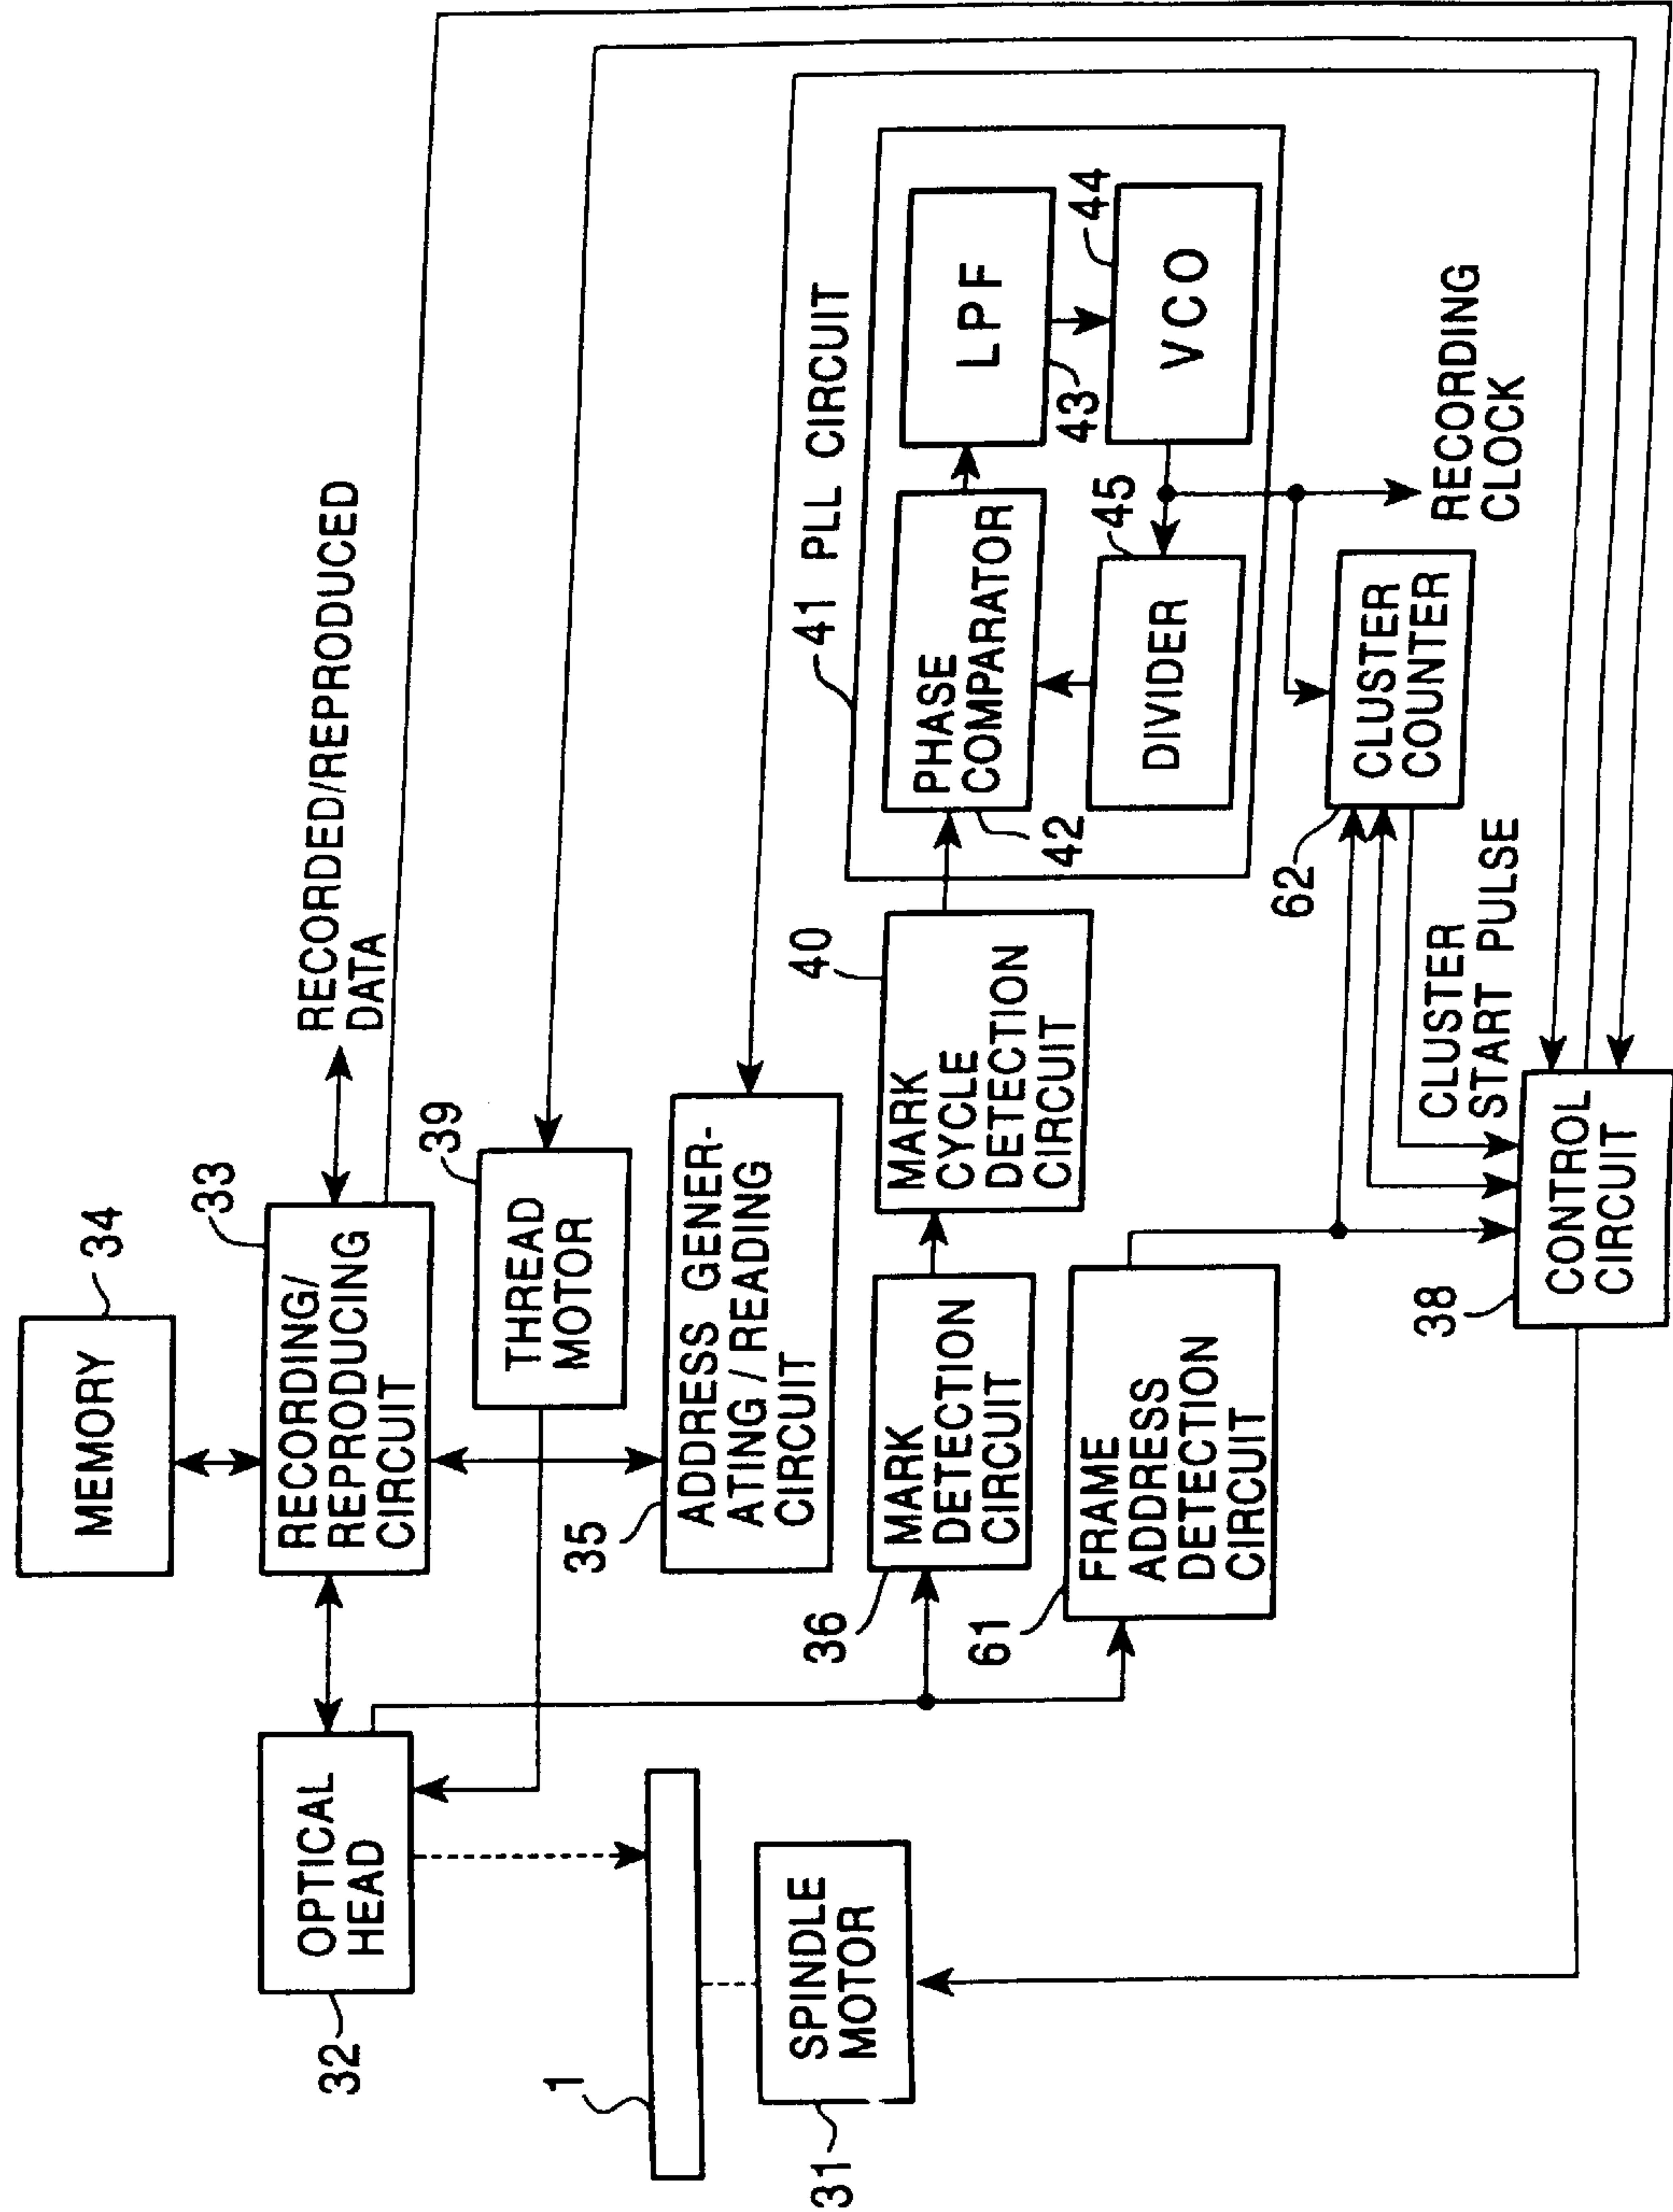 MEMORY
34
RECORDING/
REPRODUCING
CIRCUIT
33
RECORDED/REPRODUCED
DATA
OPTICAL
HEAD
32
THREAD
MOTOR
39
1
SPINDLE
MOTOR
31
ADDRESS GENER-
ATING / READING
CIRCUIT
35
MARK
DETECTION
CIRCUIT
36
MARK
CYCLE
DETECTION
CIRCUIT
40
41 PLL CIRCUIT
PHASE
COMPARATOR
42
LPF
43
VCO
44
DIVIDER
45
FRAME
ADDRESS
DETECTION
CIRCUIT
61
CLUSTER
COUNTER
62
RECORDING
CLOCK
CLUSTER
START PULSE
CONTROL
CIRCUIT
38